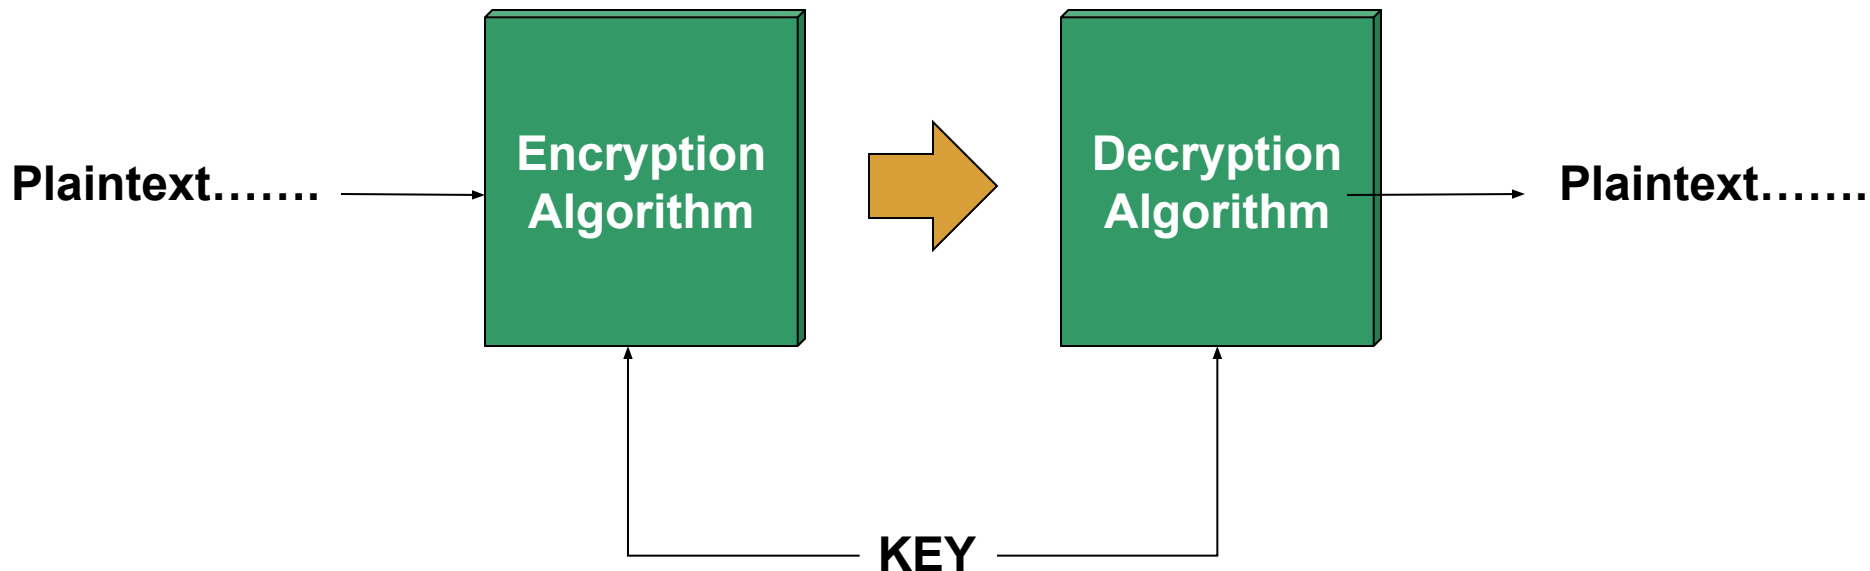 Plaintext…….
Encryption
Algorithm
Decryption
Algorithm
Plaintext…….
KEY